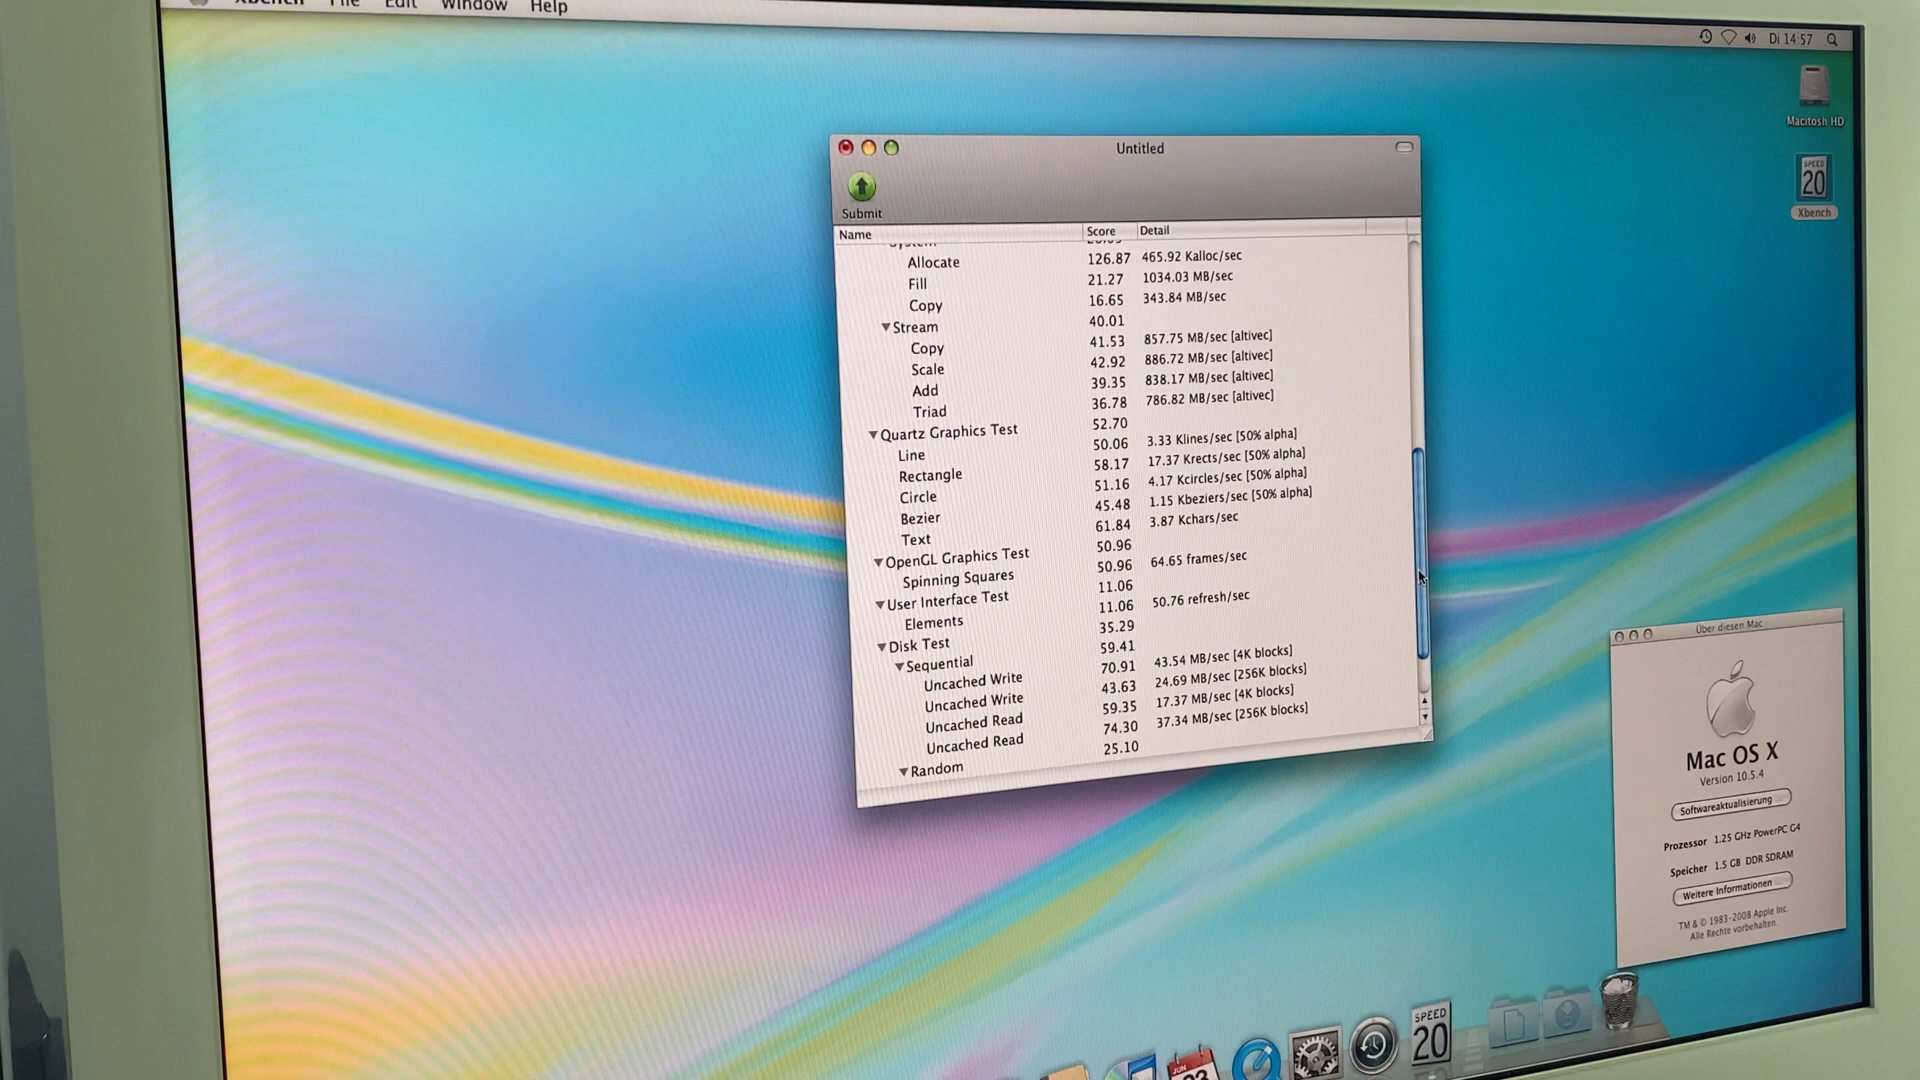 Xbench File Edit Window Help
Di 14:57
Macintosh HD
SPEED
20
Xbench
Untitled
Submit
Name Score Detail
System
Allocate 126.87 465.92 Kalloc/sec
Fill 21.27 1034.03 MB/sec
Copy 16.65 343.84 MB/sec
Stream 40.01
Copy 41.53 857.75 MB/sec [altivec]
Scale 42.92 886.72 MB/sec [altivec]
Add 39.35 838.17 MB/sec [altivec]
Triad 36.78 786.82 MB/sec [altivec]
Quartz Graphics Test 52.70
Line 50.06 3.33 Klines/sec [50% alpha]
Rectangle 58.17 17.37 Krects/sec [50% alpha]
Circle 51.16 4.17 Kcircles/sec [50% alpha]
Bezier 45.48 1.15 Kbeziers/sec [50% alpha]
Text 61.84 3.87 Kchars/sec
OpenGL Graphics Test 50.96
Spinning Squares 50.96 64.65 frames/sec
User Interface Test 11.06
Elements 11.06 50.76 refresh/sec
Disk Test 35.29
Sequential 59.41
Uncached Write 70.91 43.54 MB/sec [4K blocks]
Uncached Write 43.63 24.69 MB/sec [256K blocks]
Uncached Read 59.35 17.37 MB/sec [4K blocks]
Uncached Read 74.30 37.34 MB/sec [256K blocks]
Random 25.10
Über diesen Mac
Mac OS X
Version 10.5.4
Softwareaktualisierung
Prozessor 1.25 GHz PowerPC G4
Speicher 1.5 GB DDR SDRAM
Weitere Informationen
TM & © 1983-2008 Apple Inc.
Alle Rechte vorbehalten.
JUN
SPEED
20